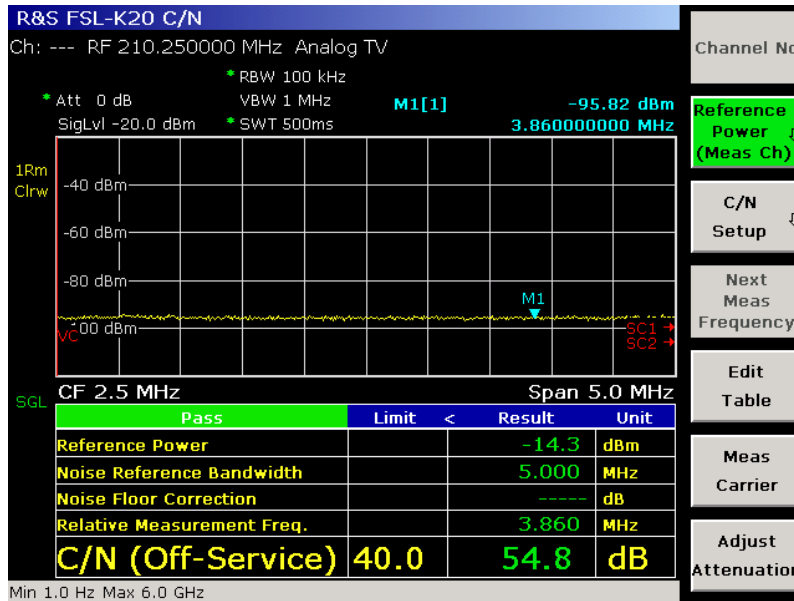 R&S FSL-K20 C/N
Ch: --- RF 210.250000 MHz Analog TV
* RBW 100 kHz
* Att 0 dB VBW 1 MHz M1[1] -95.82 dBm
SigLvl -20.0 dBm * SWT 500ms 3.860000000 MHz
1Rm
Clrw
-40 dBm
-60 dBm
-80 dBm
M1
-100 dBm
VC
SC1
SC2
SGL
CF 2.5 MHz Span 5.0 MHz
Pass Limit < Result Unit
Reference Power -14.3 dBm
Noise Reference Bandwidth 5.000 MHz
Noise Floor Correction ----- dB
Relative Measurement Freq. 3.860 MHz
C/N (Off-Service) 40.0 54.8 dB
Min 1.0 Hz Max 6.0 GHz
Channel No
Reference
Power
(Meas Ch)
C/N
Setup
Next
Meas
Frequency
Edit
Table
Meas
Carrier
Adjust
Attenuation